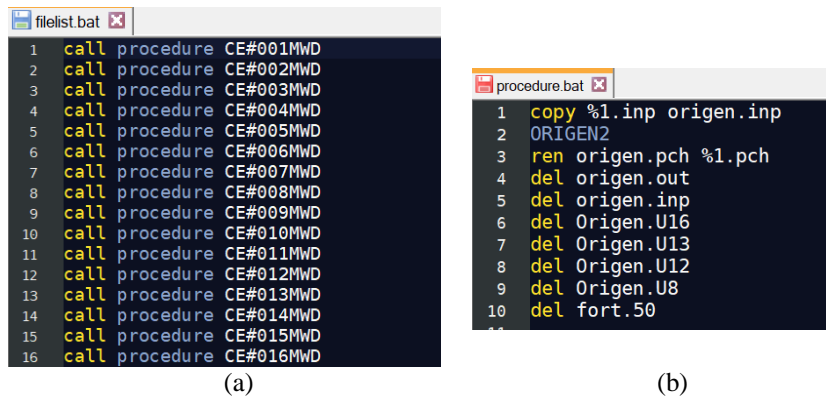 filelist.bat
1 call procedure CE#001MWD
2 call procedure CE#002MWD
3 call procedure CE#003MWD
4 call procedure CE#004MWD
5 call procedure CE#005MWD
6 call procedure CE#006MWD
7 call procedure CE#007MWD
8 call procedure CE#008MWD
9 call procedure CE#009MWD
10 call procedure CE#010MWD
11 call procedure CE#011MWD
12 call procedure CE#012MWD
13 call procedure CE#013MWD
14 call procedure CE#014MWD
15 call procedure CE#015MWD
16 call procedure CE#016MWD
(a)
procedure.bat
1 copy %1.inp origen.inp
2 ORIGEN2
3 ren origen.pch %1.pch
4 del origen.out
5 del origen.inp
6 del Origen.U16
7 del Origen.U13
8 del Origen.U12
9 del Origen.U8
10 del fort.50
(b)